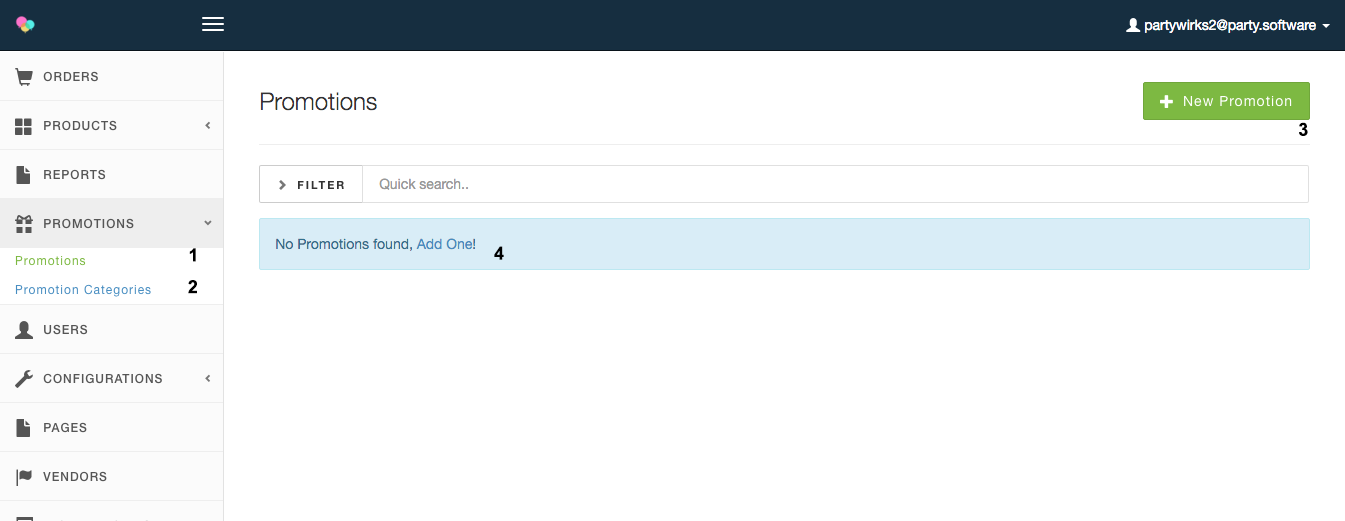 partywirks2@party.software
ORDERS
PRODUCTS
REPORTS
PROMOTIONS
Promotions 1
Promotion Categories 2
USERS
CONFIGURATIONS
PAGES
VENDORS
Promotions
New Promotion
3
FILTER
Quick search..
No Promotions found, Add One!
4